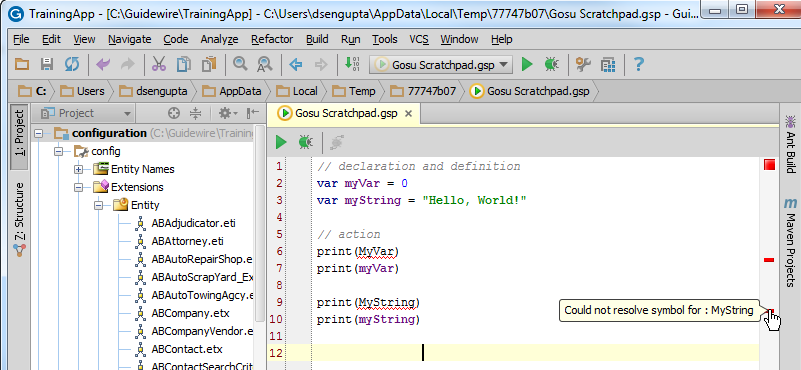 TrainingApp - [C:\Guidewire\TrainingApp] - C:\Users\dsengupta\AppData\Local\Temp\77747b07\Gosu Scratchpad.gsp - Gui...
File Edit View Navigate Code Analyze Refactor Build Run Tools VCS Window Help
Gosu Scratchpad.gsp
C: Users dsengupta AppData Local Temp 77747b07 Gosu Scratchpad.gsp
1: Project
7: Structure
Project
configuration (C:\Guidewire\Training
config
Entity Names
Extensions
Entity
ABAdjudicator.eti
ABAttorney.eti
ABAutoRepairShop.eti
ABAutoScrapYard_Ex
ABAutoTowingAgcy.eti
ABCompany.etx
ABCompanyVendor.etx
ABContact.etx
ABContactSearchCrit
Gosu Scratchpad.gsp
1 // declaration and definition
2 var myVar = 0
3 var myString = "Hello, World!"
4
5 // action
6 print(MyVar)
7 print(myVar)
8
9 print(MyString)
10 print(myString)
12
Could not resolve symbol for : MyString
Ant Build
m Maven Projects